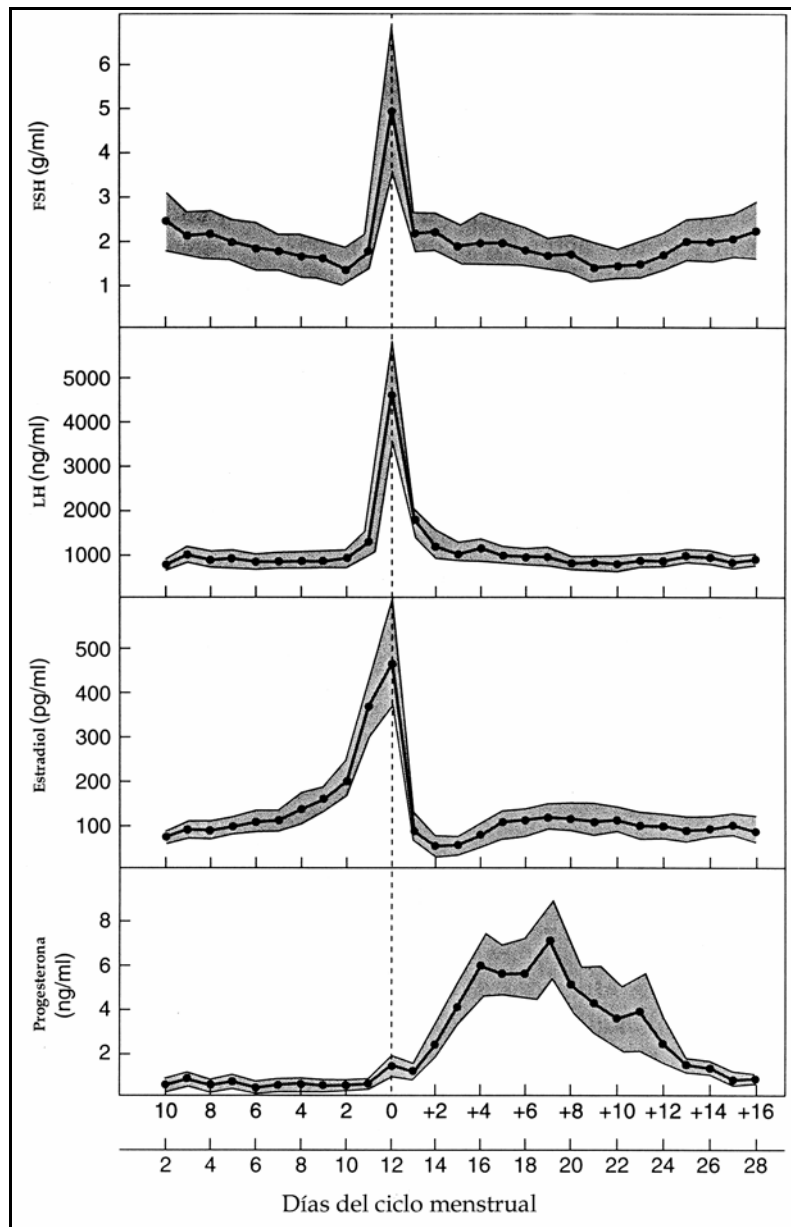 FSH (g/ml)
6
5
4
3
2
1
LH (ng/ml)
5000
4000
3000
2000
1000
Estradiol (pg/ml)
500
400
300
200
100
Progesterona
(ng/ml)
8
6
4
2
10 8 6 4 2 0 +2 +4 +6 +8 +10 +12 +14 +16
2 4 6 8 10 12 14 16 18 20 22 24 26 28
Días del ciclo menstrual